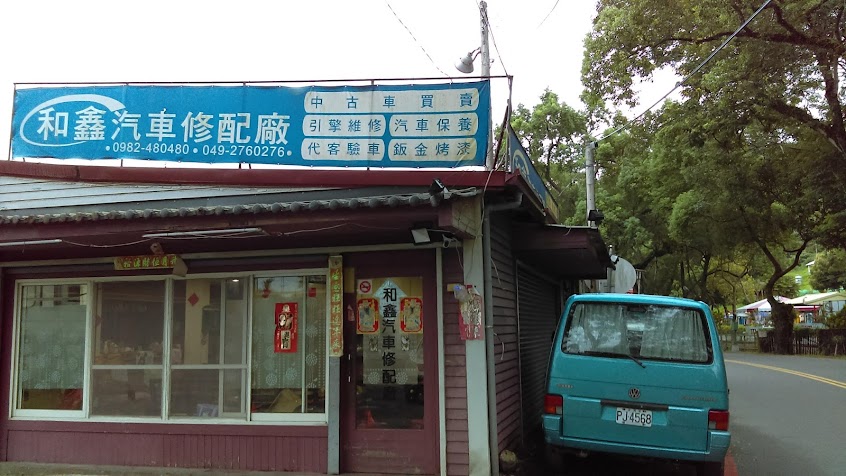 和鑫汽車修配廠
0982-480480 • 049-2760276 •
中古車買賣
引擎維修 汽車保養
代客驗車 鈑金烤漆
和鑫汽車修配
PJ 4568